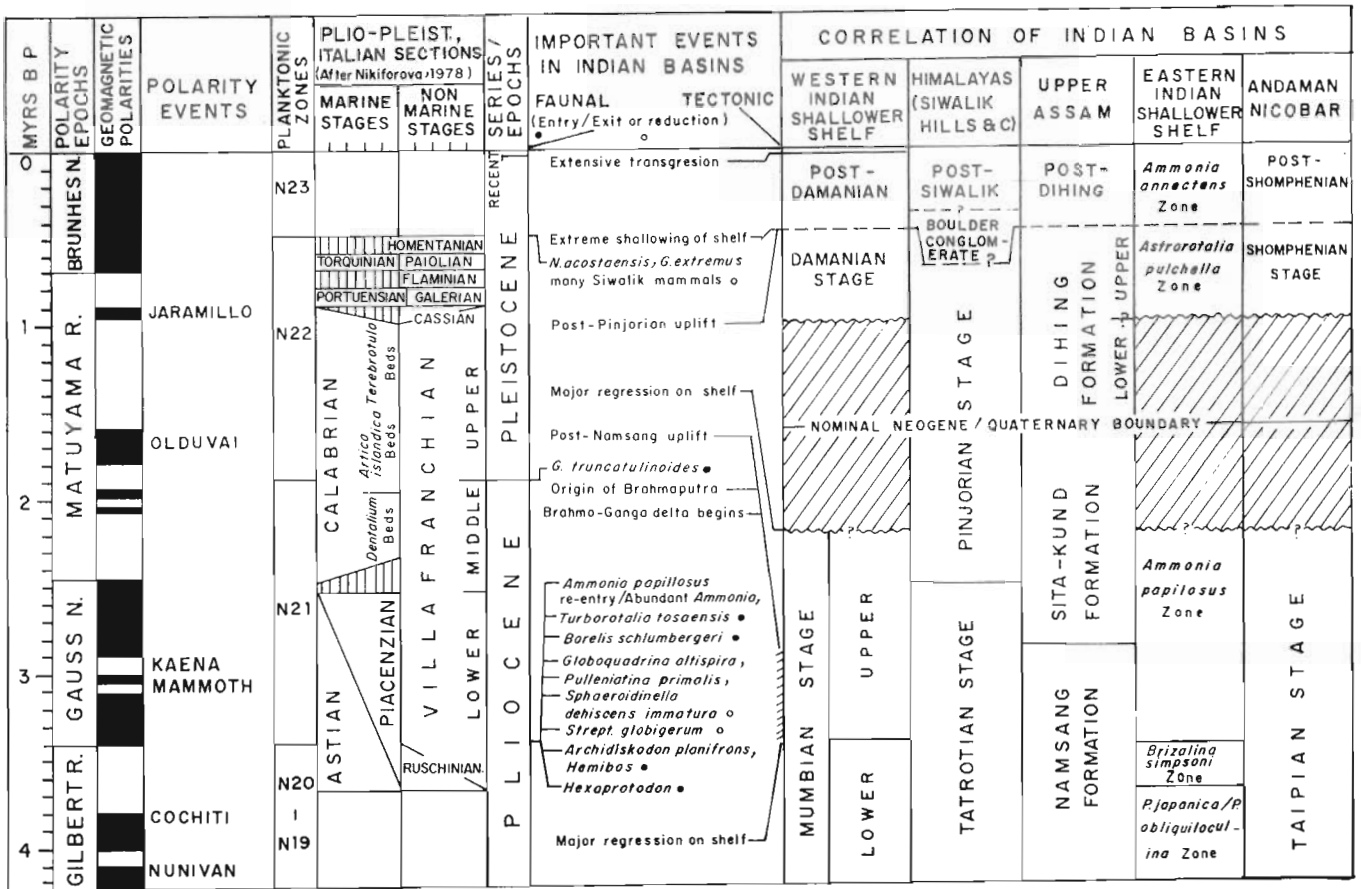 MYRS B P
POLARITY EPOCHS
GEOMAGNETIC POLARITIES
POLARITY EVENTS
PLANKTONIC ZONES
PLIO-PLEIST,
ITALIAN SECTIONS
(After Nikiforova,1978)
MARINE STAGES
NON MARINE STAGES
SERIES/ EPOCHS
IMPORTANT EVENTS
IN INDIAN BASINS
FAUNAL TECTONIC
(Entry/Exit or reduction)
CORRELATION OF INDIAN BASINS
WESTERN INDIAN SHALLOWER SHELF
HIMALAYAS (SIWALIK HILLS & C)
UPPER ASSAM
EASTERN INDIAN SHALLOWER SHELF
ANDAMAN NICOBAR
0
1
2
3
4
BRUNHES N.
MATUYAMA R.
GAUSS N.
GILBERT R.
JARAMILLO
OLDUVAI
KAENA
MAMMOTH
COCHITI
NUNIVAN
N23
N22
N21
N20
I
N19
HOMENTANIAN
TORQUINIAN PAIOLIAN
FLAMINIAN
PORTUENSIAN GALERIAN
CASSIAN
CALABRIAN
Artica islandica Terebrotulo Beds
Dentalium Beds
ASTIAN
PIACENZIAN
VILLA FRANCHIAN
UPPER
MIDDLE
LOWER
RUSCHINIAN
RECENT
PLEISTOCENE
PLIOCENE
Extensive transgresion
Extreme shallowing of shelf
N.acostaensis, G.extremus
many Siwalik mammals o
Post-Pinjorian uplift
Major regression on shelf
Post-Namsang uplift
G. truncatulinoides ●
Origin of Brahmaputra
Brahmo-Ganga delta begins
Ammonia papillosus
re-entry/Abundant Ammonia,
Turborotalia tosaensis ●
Borelis schlumbergeri ●
Globoquadrina altispira,
Pulleniatina primalis,
Sphaeroidinella
dehiscens immatura o
Strept. globigerum o
Archidiskodon planifrons,
Hemibos ●
Hexaprotodon ●
Major regression on shelf
POST-DAMANIAN
DAMANIAN STAGE
MUMBIAN STAGE
UPPER
LOWER
POST-SIWALIK
?
BOULDER
CONGLOM-
ERATE ?
PINJORIAN STAGE
TATROTIAN STAGE
POST-DIHING
DIHING FORMATION
LOWER ? UPPER
SITA-KUND FORMATION
NAMSANG FORMATION
Ammonia
annectans
Zone
Astrorotalia
pulchella
Zone
NOMINAL NEOGENE/QUATERNARY BOUNDARY
?
?
?
Ammonia
papilosus
Zone
Brizalina
simpsoni
Zone
P.japanica/P.
obliquilocul-
ina Zone
POST-
SHOMPHENIAN
SHOMPHENIAN
STAGE
TAIPIAN STAGE